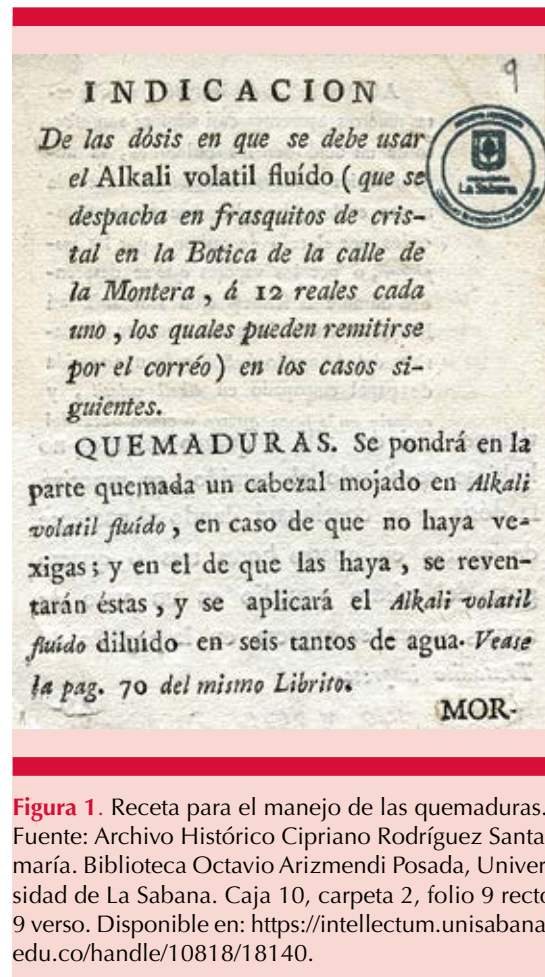 9
INDICACION
De las dósis en que se debe usar
el Alkali volatil fluído ( que se
despacha en frasquitos de cris-
tal en la Botica de la calle de
la Montera , á 12 reales cada
uno , los quales pueden remitirse
por el corréo ) en los casos si-
guientes.
La Sabana
QUEMADURAS. Se pondrá en la
parte quemada un cabezal mojado en Alkali
volatil fluído , en caso de que no haya ve-
xigas ; y en el de que las haya , se reven-
tarán éstas , y se aplicará el Alkali volatil
fluído diluído en seis tantos de agua. Vease
la pag. 70 del mismo Librito.
MOR-
Figura 1. Receta para el manejo de las quemaduras.
Fuente: Archivo Histórico Cipriano Rodríguez Santa
maría. Biblioteca Octavio Arizmendi Posada, Univer
sidad de La Sabana. Caja 10, carpeta 2, folio 9 recto
9 verso. Disponible en: https://intellectum.unisabana
edu.co/handle/10818/18140.